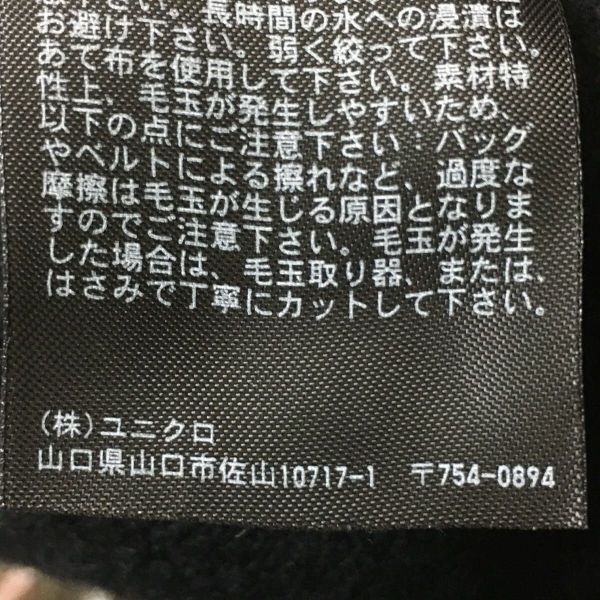 長時間の水への浸漬は
お避け下さい。弱く絞って下さい。
あて布を使用して下さい。素材の特
性上、毛玉が発生しやすいため、
以下の点にご注意下さい…バッグ
やベルトによる擦れなど、過度な
摩擦は毛玉が生じる原因となりま
すのでご注意下さい。毛玉が発生
した場合は、毛玉取り器、または、
はさみで丁寧にカットして下さい。
(株)ユニクロ
山口県山口市佐山10717-1 〒754-0894